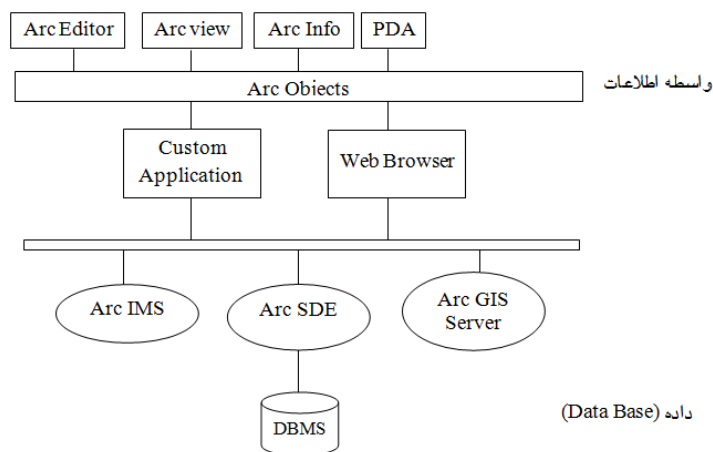 Arc Editor
Arc view
Arc Info
PDA
Arc Objects
واسطه اطلاعات
Custom
Application
Web Browser
Arc IMS
Arc SDE
Arc GIS
Server
داده (Data Base)
DBMS